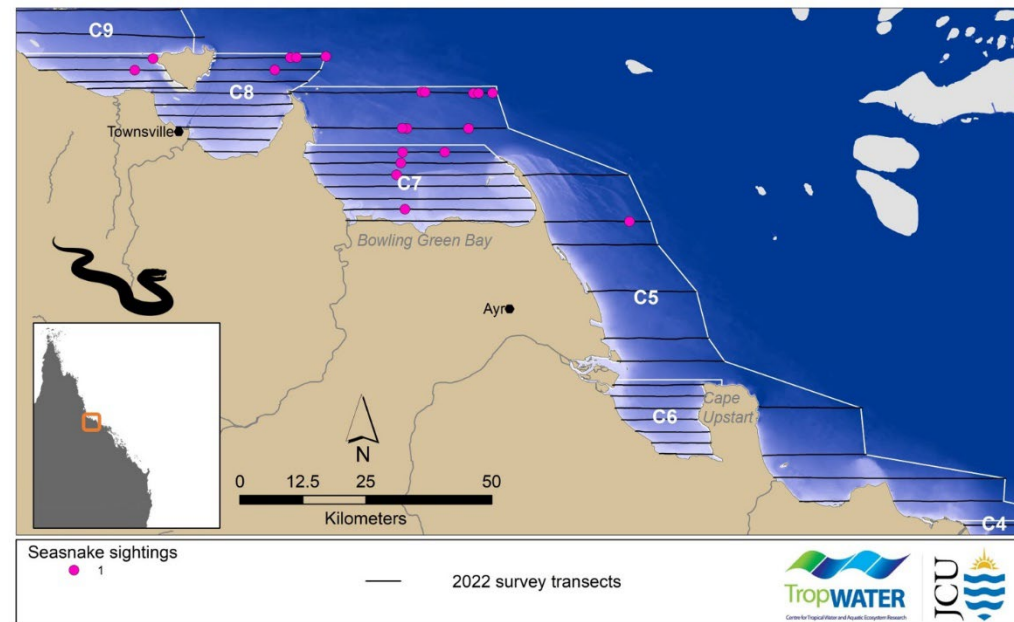 C9
C8
Townsville
C7
Bowling Green Bay
C5
Ayr
C6
Cape
Upstart
N
0 12.5 25 50
Kilometers
C4
Seasnake sightings
1
2022 survey transects
TropWATER
Centre for Tropical Water and Aquatic Ecosystem Research
JCU